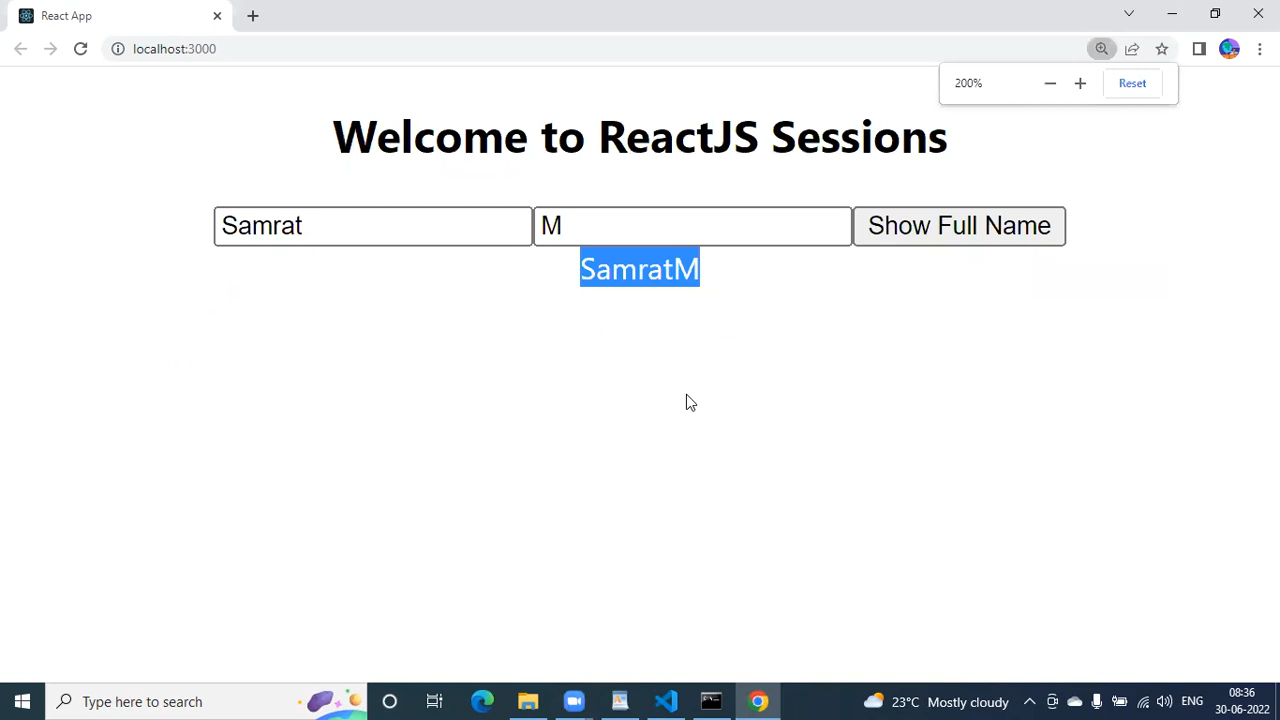 React App
localhost:3000
200%
Reset
Welcome to ReactJS Sessions
Samrat
M
Show Full Name
SamratM
Type here to search
23°C Mostly cloudy
ENG
08:36
30-06-2022